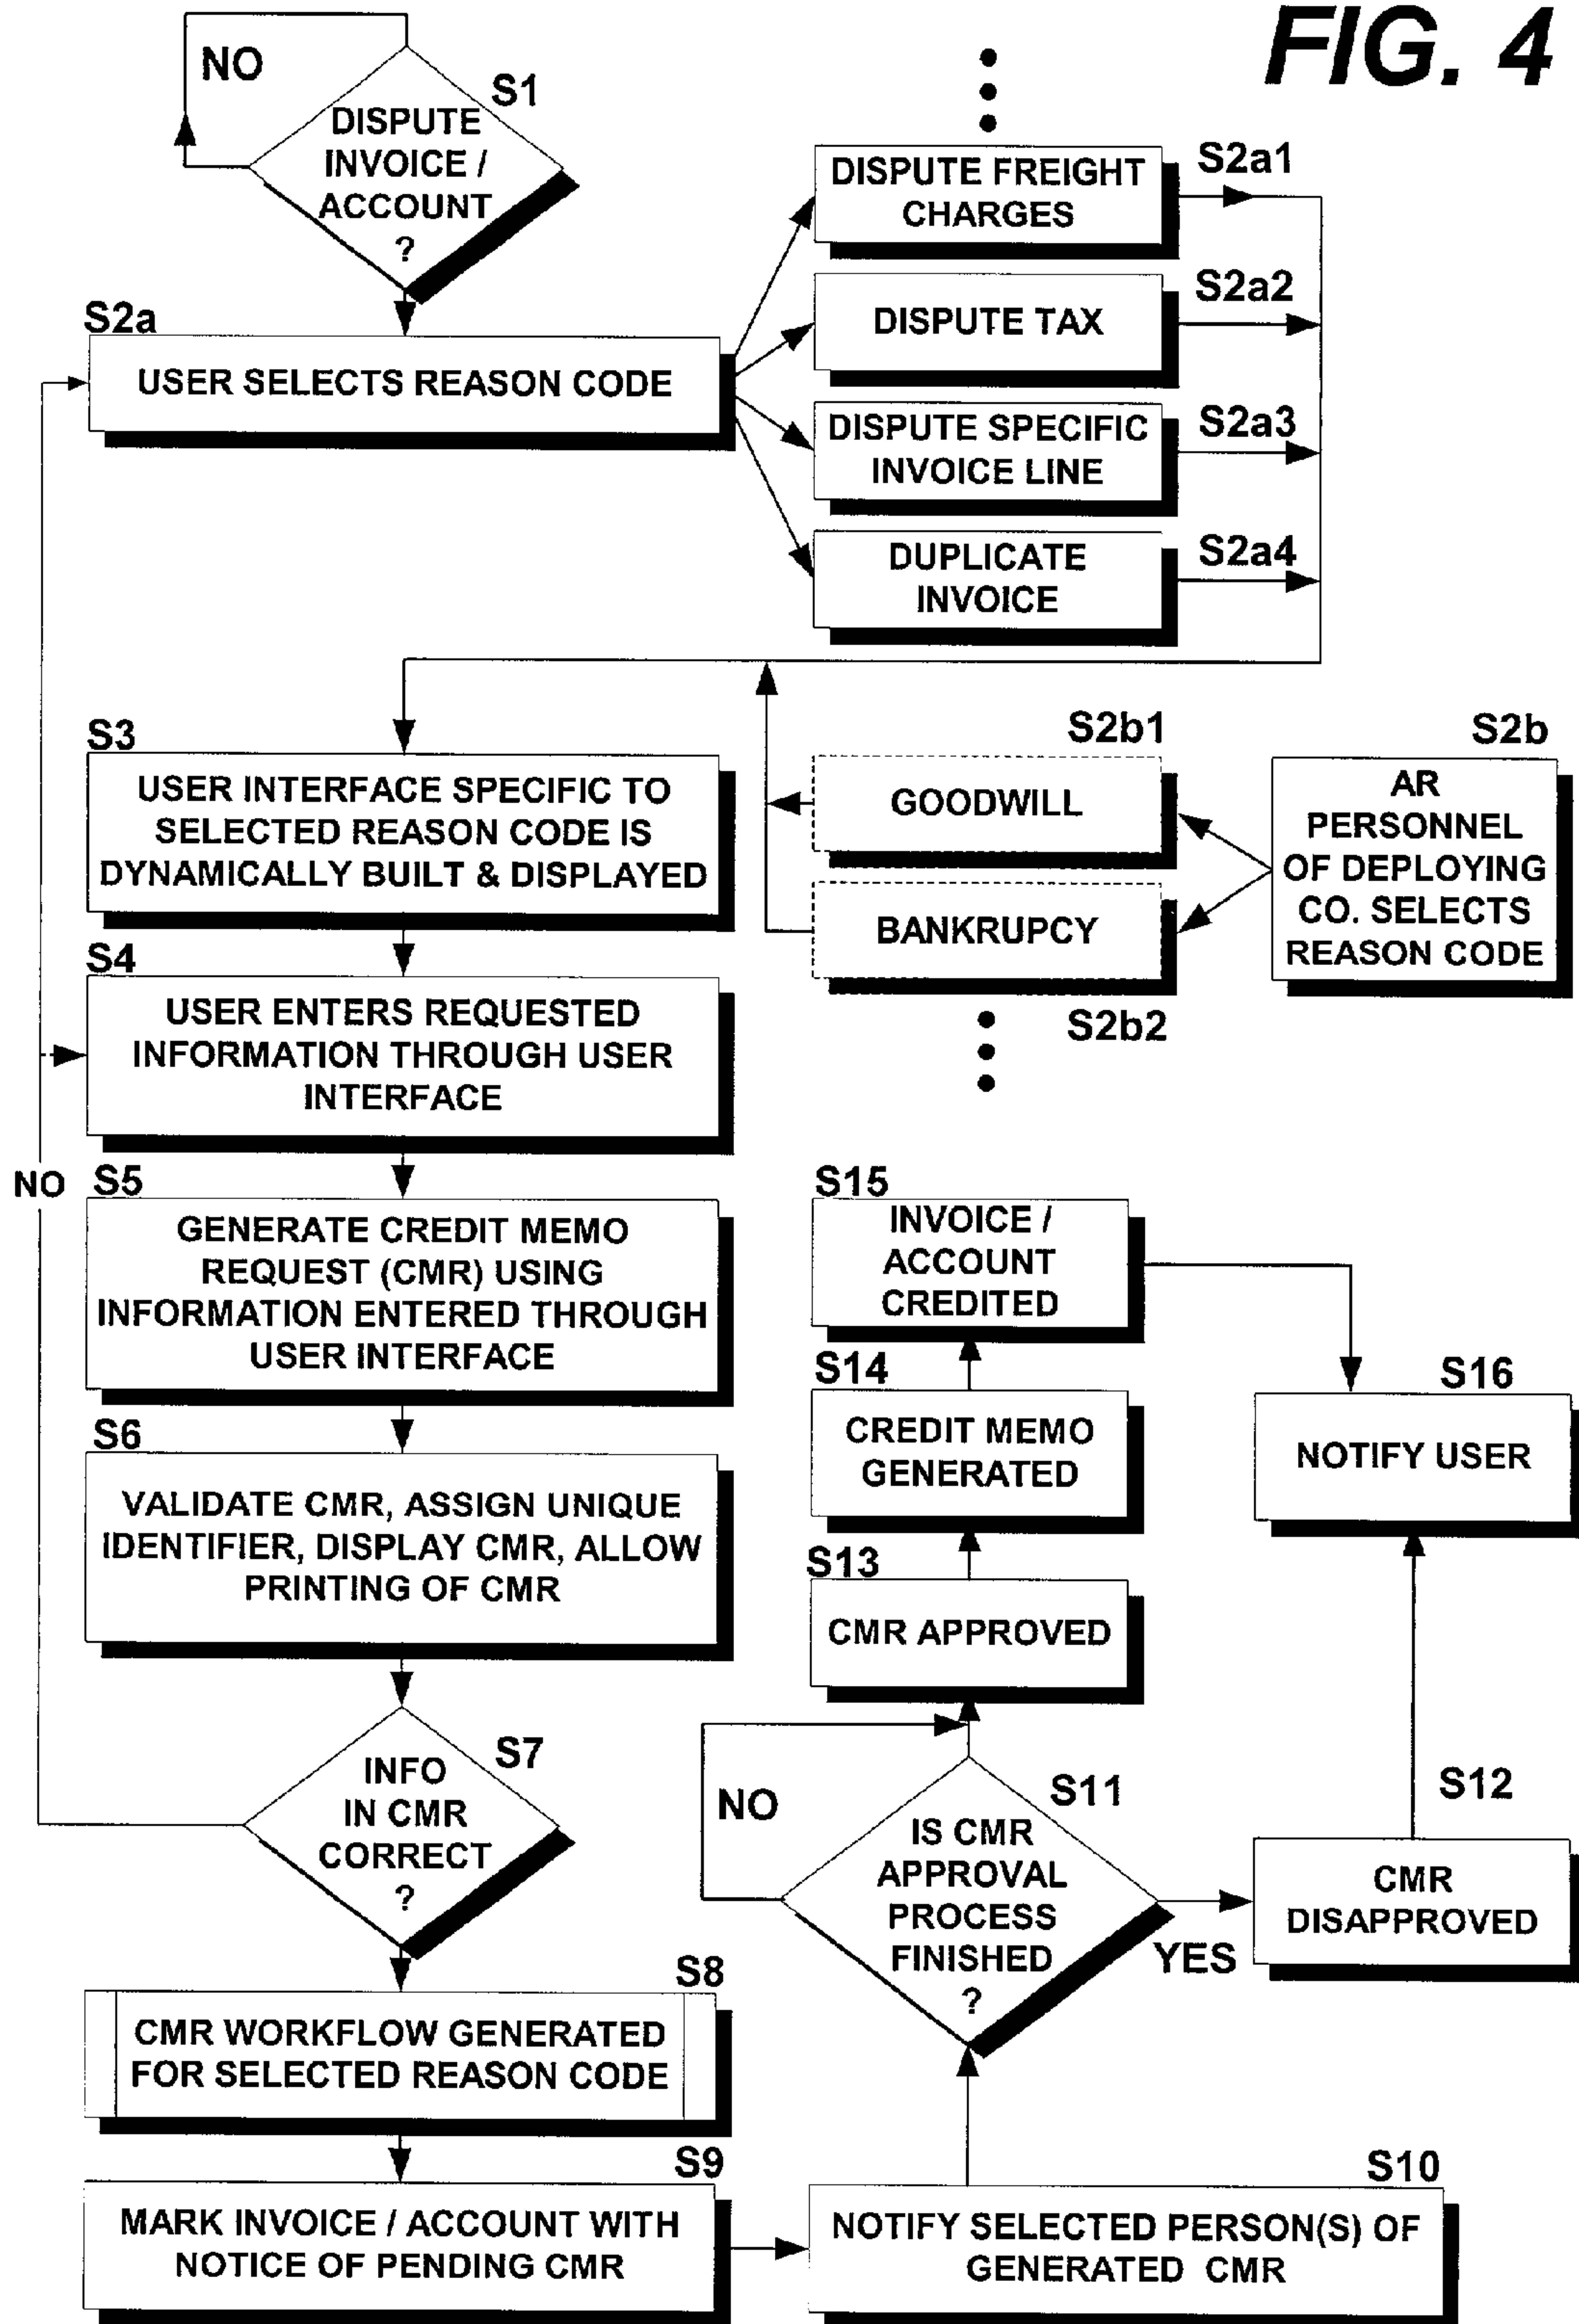 FIG. 4
NO
S1
DISPUTE
INVOICE /
ACCOUNT
?
S2a
USER SELECTS REASON CODE
DISPUTE FREIGHT
CHARGES
S2a1
DISPUTE TAX
S2a2
DISPUTE SPECIFIC
INVOICE LINE
S2a3
DUPLICATE
INVOICE
S2a4
S2b
AR
PERSONNEL
OF DEPLOYING
CO. SELECTS
REASON CODE
S2b1
GOODWILL
BANKRUPCY
S2b2
S3
USER INTERFACE SPECIFIC TO
SELECTED REASON CODE IS
DYNAMICALLY BUILT & DISPLAYED
S4
USER ENTERS REQUESTED
INFORMATION THROUGH USER
INTERFACE
NO
S5
GENERATE CREDIT MEMO
REQUEST (CMR) USING
INFORMATION ENTERED THROUGH
USER INTERFACE
S6
VALIDATE CMR, ASSIGN UNIQUE
IDENTIFIER, DISPLAY CMR, ALLOW
PRINTING OF CMR
S7
INFO
IN CMR
CORRECT
?
S8
CMR WORKFLOW GENERATED
FOR SELECTED REASON CODE
S9
MARK INVOICE / ACCOUNT WITH
NOTICE OF PENDING CMR
S10
NOTIFY SELECTED PERSON(S) OF
GENERATED CMR
S11
IS CMR
APPROVAL
PROCESS
FINISHED
?
NO
YES
S12
CMR
DISAPPROVED
S13
CMR APPROVED
S14
CREDIT MEMO
GENERATED
S15
INVOICE /
ACCOUNT
CREDITED
S16
NOTIFY USER